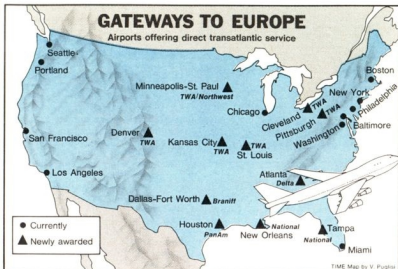 GATEWAYS TO EUROPE
Airports offering direct transatlantic service
Seattle
Portland
Boston
Minneapolis-St. Paul
TWA/Northwest
New York
Philadelphia
Chicago
Cleveland
TWA
Pittsburgh
TWA
Baltimore
Washington
San Francisco
Denver
TWA
Kansas City
TWA
TWA
St. Louis
Los Angeles
Atlanta
Delta
Dallas-Fort Worth
Braniff
Houston
PanAm
National
New Orleans
Tampa
National
Miami
Currently
Newly awarded
TIME Map by V. Puglisi